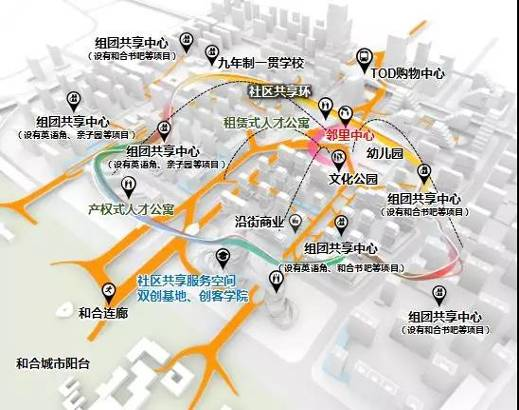 组团共享中心
（设有和合书吧等项目）
九年制一贯学校
TOD购物中心
社区共享环
组团共享中心
（设有英语角、亲子园等项目）
租赁式人才公寓
邻里中心
组团共享中心
（设有英语角、亲子园等项目）
幼儿园
文化公园
组团共享中心
（设有和合书吧等项目）
产权式人才公寓
沿街商业
组团共享中心
（设有英语角、和合书吧等项目）
社区共享服务空间
双创基地、创客学院
和合连廊
组团共享中心
（设有和合书吧等项目）
和合城市阳台